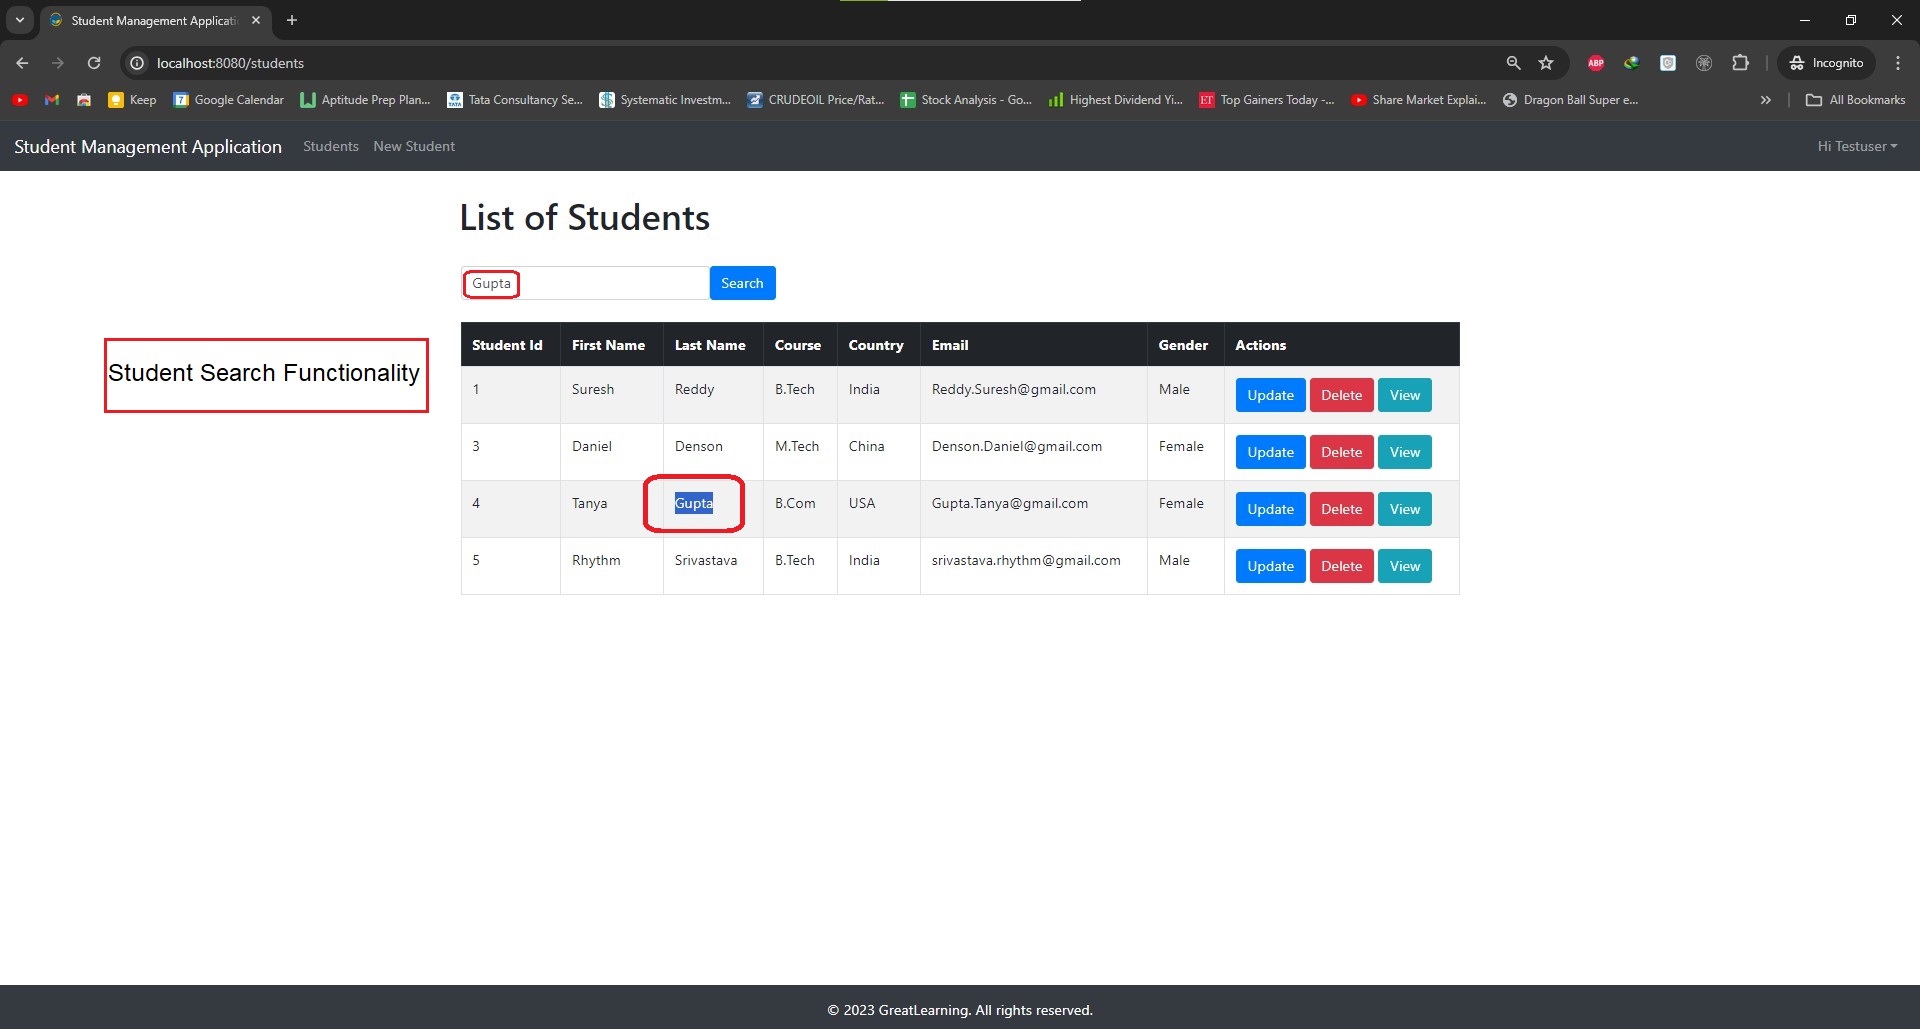 Student Management Applicati
localhost:8080/students
ABP
Incognito
Keep
7 Google Calendar
Aptitude Prep Plan...
TATA Tata Consultancy Se...
Systematic Investm...
CRUDEOIL Price/Rat...
Stock Analysis - Go...
Highest Dividend Yi...
ET Top Gainers Today -...
Share Market Explai...
Dragon Ball Super e...
All Bookmarks
Student Management Application Students New Student Hi Testuser
List of Students
Gupta Search
Student Search Functionality
Student Id First Name Last Name Course Country Email Gender Actions
1 Suresh Reddy B.Tech India Reddy.Suresh@gmail.com Male Update Delete View
3 Daniel Denson M.Tech China Denson.Daniel@gmail.com Female Update Delete View
4 Tanya Gupta B.Com USA Gupta.Tanya@gmail.com Female Update Delete View
5 Rhythm Srivastava B.Tech India srivastava.rhythm@gmail.com Male Update Delete View
© 2023 GreatLearning. All rights reserved.